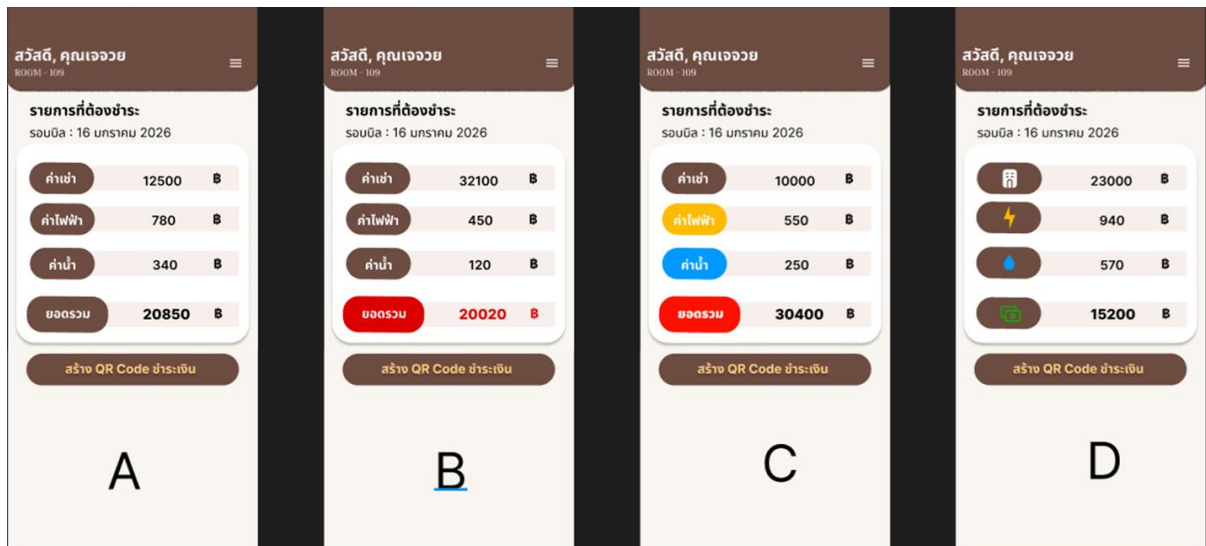 สวัสดี, คุณเจจวย
ROOM - 109
รายการที่ต้องชำระ
รอบบิล : 16 มกราคม 2026
ค่าเช่า 12500 ฿
ค่าไฟฟ้า 780 ฿
ค่าน้ำ 340 ฿
ยอดรวม 20850 ฿
สร้าง QR Code ชำระเงิน
A
สวัสดี, คุณเจจวย
ROOM - 109
รายการที่ต้องชำระ
รอบบิล : 16 มกราคม 2026
ค่าเช่า 32100 ฿
ค่าไฟฟ้า 450 ฿
ค่าน้ำ 120 ฿
ยอดรวม 20020 ฿
สร้าง QR Code ชำระเงิน
B
สวัสดี, คุณเจจวย
ROOM - 109
รายการที่ต้องชำระ
รอบบิล : 16 มกราคม 2026
ค่าเช่า 10000 ฿
ค่าไฟฟ้า 550 ฿
ค่าน้ำ 250 ฿
ยอดรวม 30400 ฿
สร้าง QR Code ชำระเงิน
C
สวัสดี, คุณเจจวย
ROOM - 109
รายการที่ต้องชำระ
รอบบิล : 16 มกราคม 2026
23000 ฿
940 ฿
570 ฿
15200 ฿
สร้าง QR Code ชำระเงิน
D